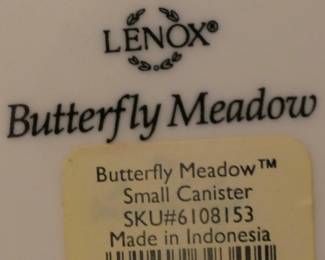 LENOX®
Butterfly Meadow
Butterfly Meadow™
Small Canister
SKU#6108153
Made in Indonesia